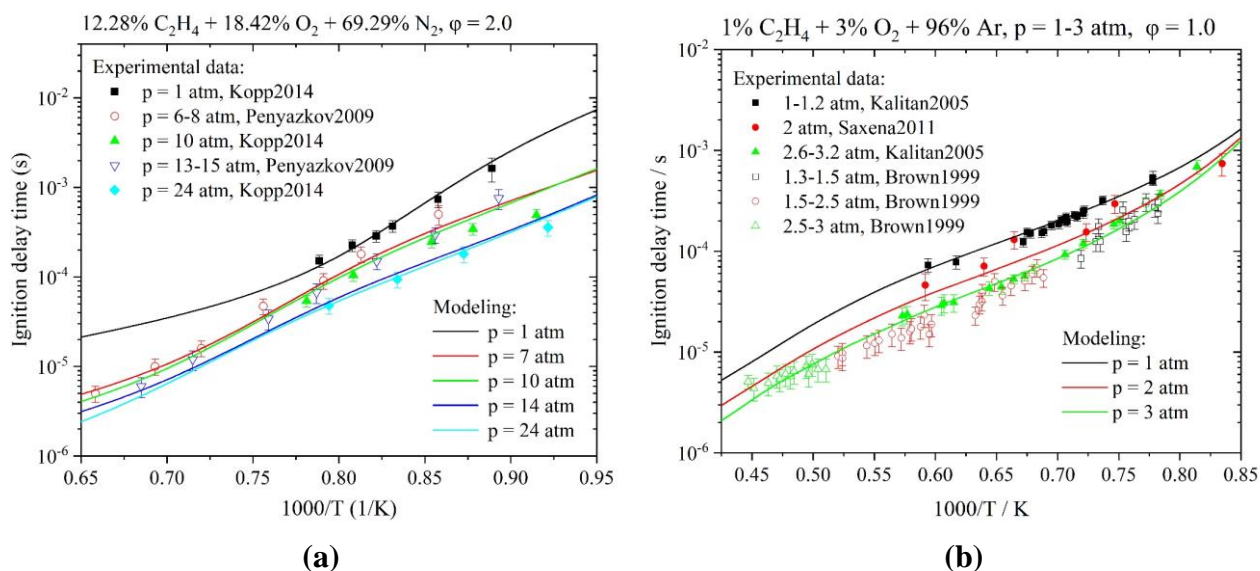 12.28% C₂H₄ + 18.42% O₂ + 69.29% N₂, φ = 2.0
Ignition delay time (s)
10⁻²
10⁻³
10⁻⁴
10⁻⁵
10⁻⁶
Experimental data:
p = 1 atm, Kopp2014
p = 6-8 atm, Penyazkov2009
p = 10 atm, Kopp2014
p = 13-15 atm, Penyazkov2009
p = 24 atm, Kopp2014
Modeling:
p = 1 atm
p = 7 atm
p = 10 atm
p = 14 atm
p = 24 atm
0.65 0.70 0.75 0.80 0.85 0.90 0.95
1000/T (1/K)
(a)
1% C₂H₄ + 3% O₂ + 96% Ar, p = 1-3 atm, φ = 1.0
Ignition delay time / s
10⁻²
10⁻³
10⁻⁴
10⁻⁵
10⁻⁶
Experimental data:
1-1.2 atm, Kalitan2005
2 atm, Saxena2011
2.6-3.2 atm, Kalitan2005
1.3-1.5 atm, Brown1999
1.5-2.5 atm, Brown1999
2.5-3 atm, Brown1999
Modeling:
p = 1 atm
p = 2 atm
p = 3 atm
0.45 0.50 0.55 0.60 0.65 0.70 0.75 0.80 0.85
1000/T / K
(b)